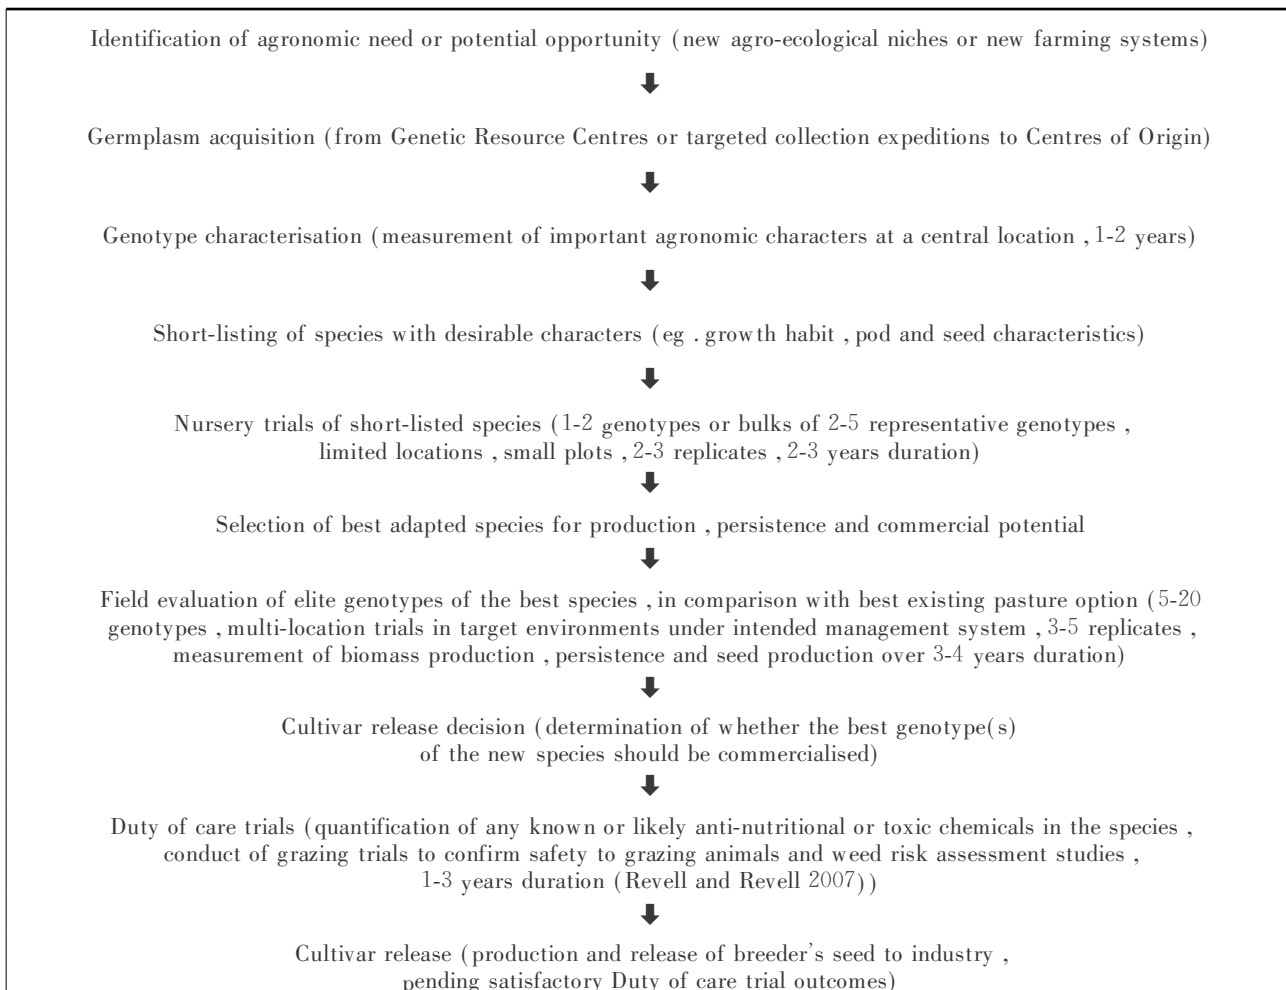 Identification of agronomic need or potential opportunity (new agro-ecological niches or new farming systems)
Germplasm acquisition (from Genetic Resource Centres or targeted collection expeditions to Centres of Origin)
Genotype characterisation (measurement of important agronomic characters at a central location , 1-2 years)
Short-listing of species with desirable characters (eg . growth habit , pod and seed characteristics)
Nursery trials of short-listed species (1-2 genotypes or bulks of 2-5 representative genotypes ,
limited locations , small plots , 2-3 replicates , 2-3 years duration)
Selection of best adapted species for production , persistence and commercial potential
Field evaluation of elite genotypes of the best species , in comparison with best existing pasture option (5-20
genotypes , multi-location trials in target environments under intended management system , 3-5 replicates ,
measurement of biomass production , persistence and seed production over 3-4 years duration)
Cultivar release decision (determination of whether the best genotype(s)
of the new species should be commercialised)
Duty of care trials (quantification of any known or likely anti-nutritional or toxic chemicals in the species ,
conduct of grazing trials to confirm safety to grazing animals and weed risk assessment studies ,
1-3 years duration (Revell and Revell 2007))
Cultivar release (production and release of breeder's seed to industry ,
pending satisfactory Duty of care trial outcomes)